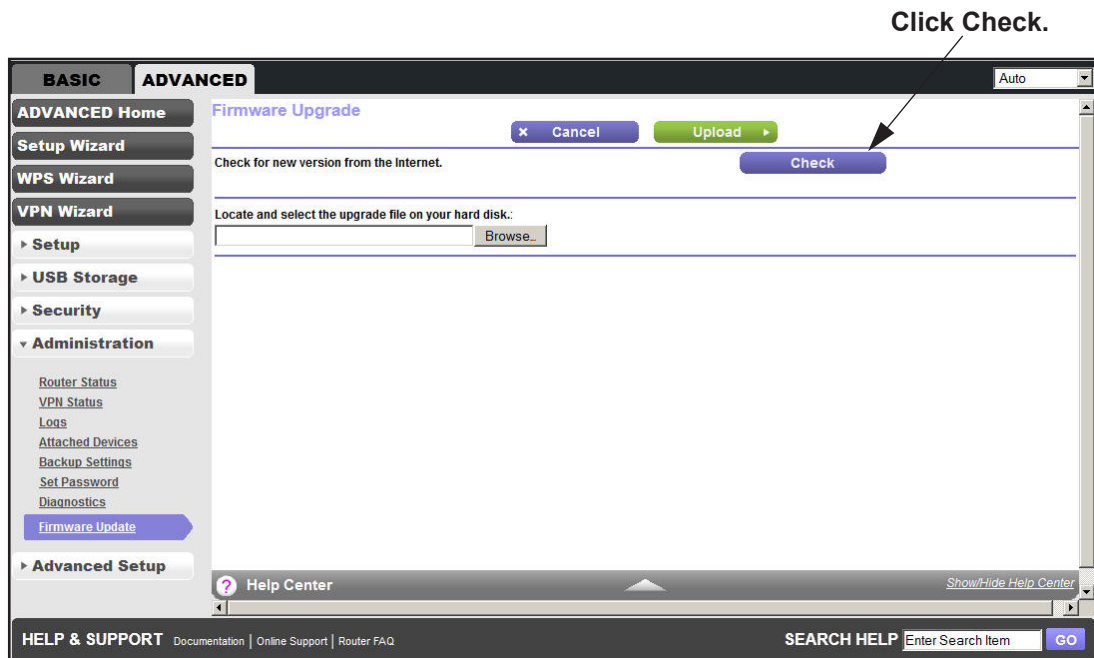 Click Check.
BASIC
ADVANCED
Auto
ADVANCED Home
Setup Wizard
WPS Wizard
VPN Wizard
Setup
USB Storage
Security
Administration
Router Status
VPN Status
Logs
Attached Devices
Backup Settings
Set Password
Diagnostics
Firmware Update
Advanced Setup
Firmware Upgrade
x Cancel
Upload
Check for new version from the Internet.
Check
Locate and select the upgrade file on your hard disk.:
Browse...
? Help Center
Show/Hide Help Center
HELP & SUPPORT Documentation | Online Support | Router FAQ
SEARCH HELP Enter Search Item GO